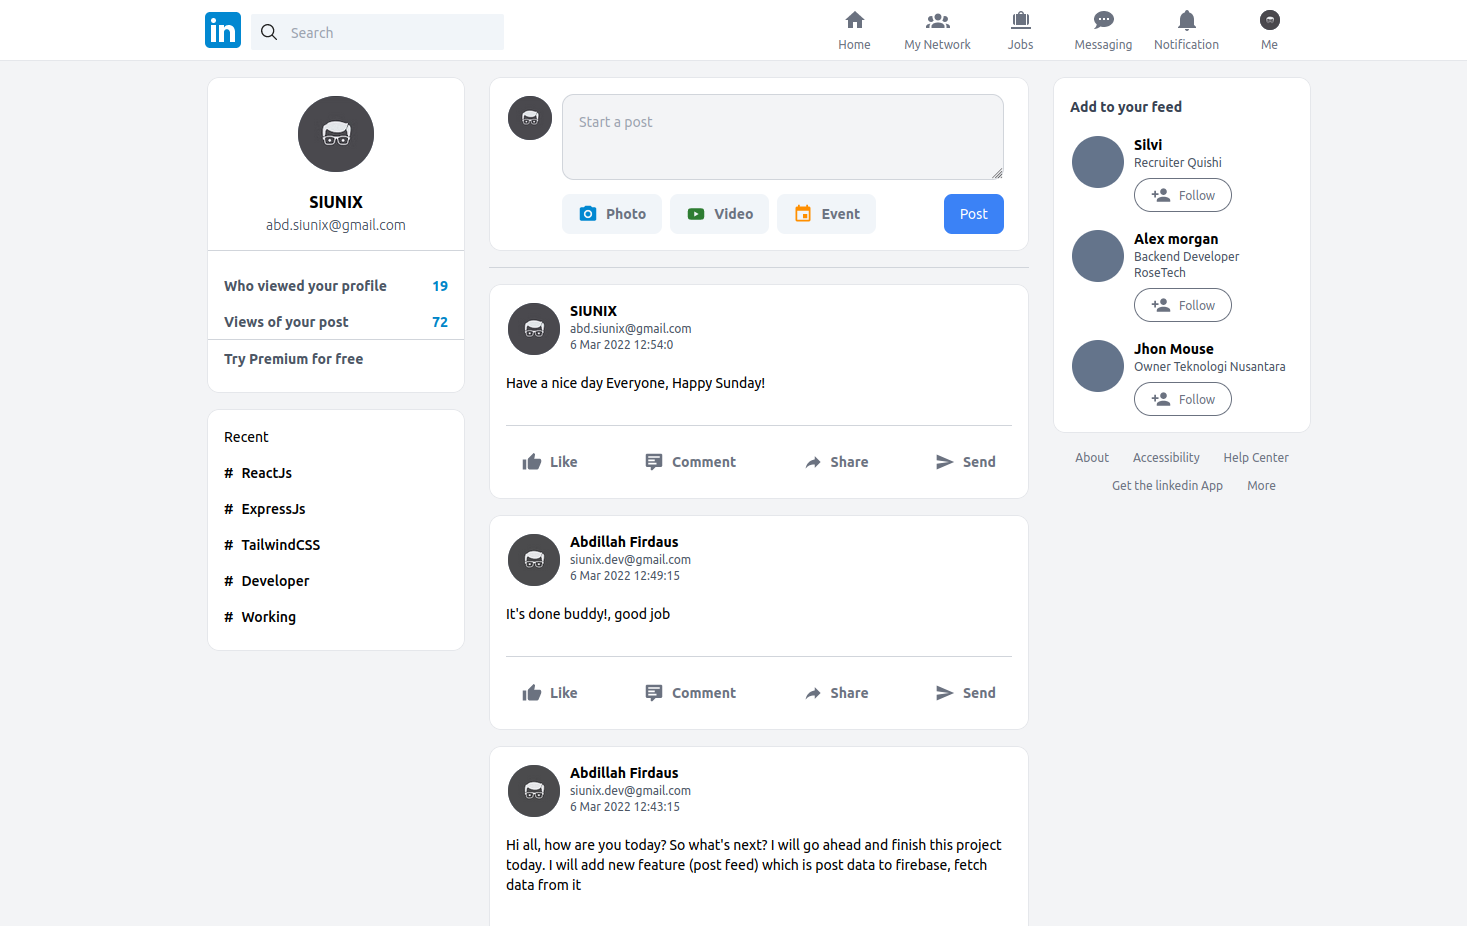 in Search
Home
My Network
Jobs
Messaging
Notification
Me
SIUNIX
abd.siunix@gmail.com
Who viewed your profile 19
Views of your post 72
Try Premium for free
Recent
# ReactJs
# ExpressJs
# TailwindCSS
# Developer
# Working
Start a post
Photo
Video
Event
Post
SIUNIX
abd.siunix@gmail.com
6 Mar 2022 12:54:0
Have a nice day Everyone, Happy Sunday!
Like
Comment
Share
Send
Abdillah Firdaus
siunix.dev@gmail.com
6 Mar 2022 12:49:15
It's done buddy!, good job
Like
Comment
Share
Send
Abdillah Firdaus
siunix.dev@gmail.com
6 Mar 2022 12:43:15
Hi all, how are you today? So what's next? I will go ahead and finish this project
today. I will add new feature (post feed) which is post data to firebase, fetch
data from it
Add to your feed
Silvi
Recruiter Quishi
Follow
Alex morgan
Backend Developer
RoseTech
Follow
Jhon Mouse
Owner Teknologi Nusantara
Follow
About
Accessibility
Help Center
Get the linkedin App
More